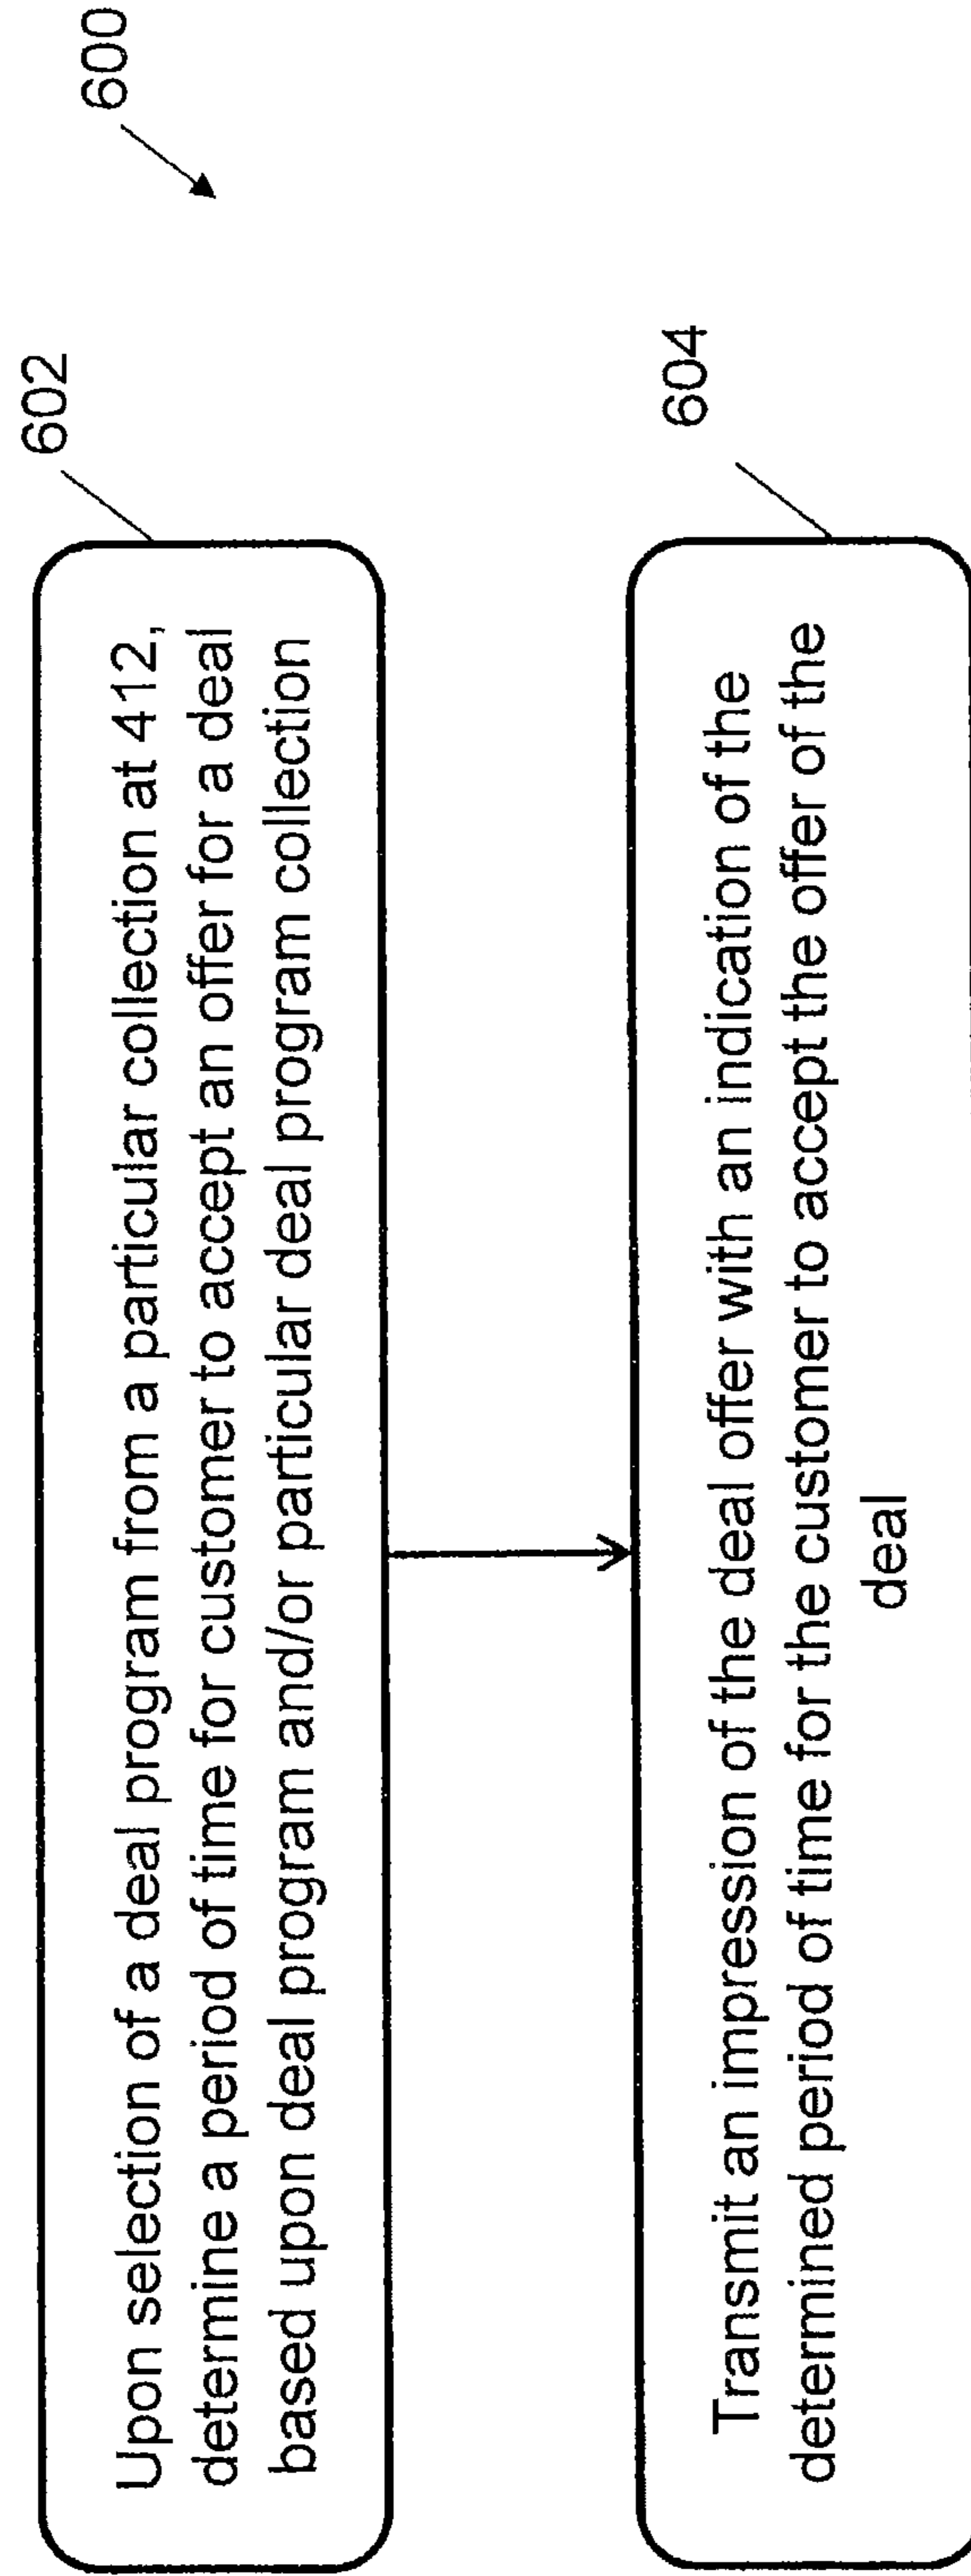 600
602
Upon selection of a deal program from a particular collection at 412,
determine a period of time for customer to accept an offer for a deal
based upon deal program and/or particular deal program collection
604
Transmit an impression of the deal offer with an indication of the
determined period of time for the customer to accept the offer of the
deal